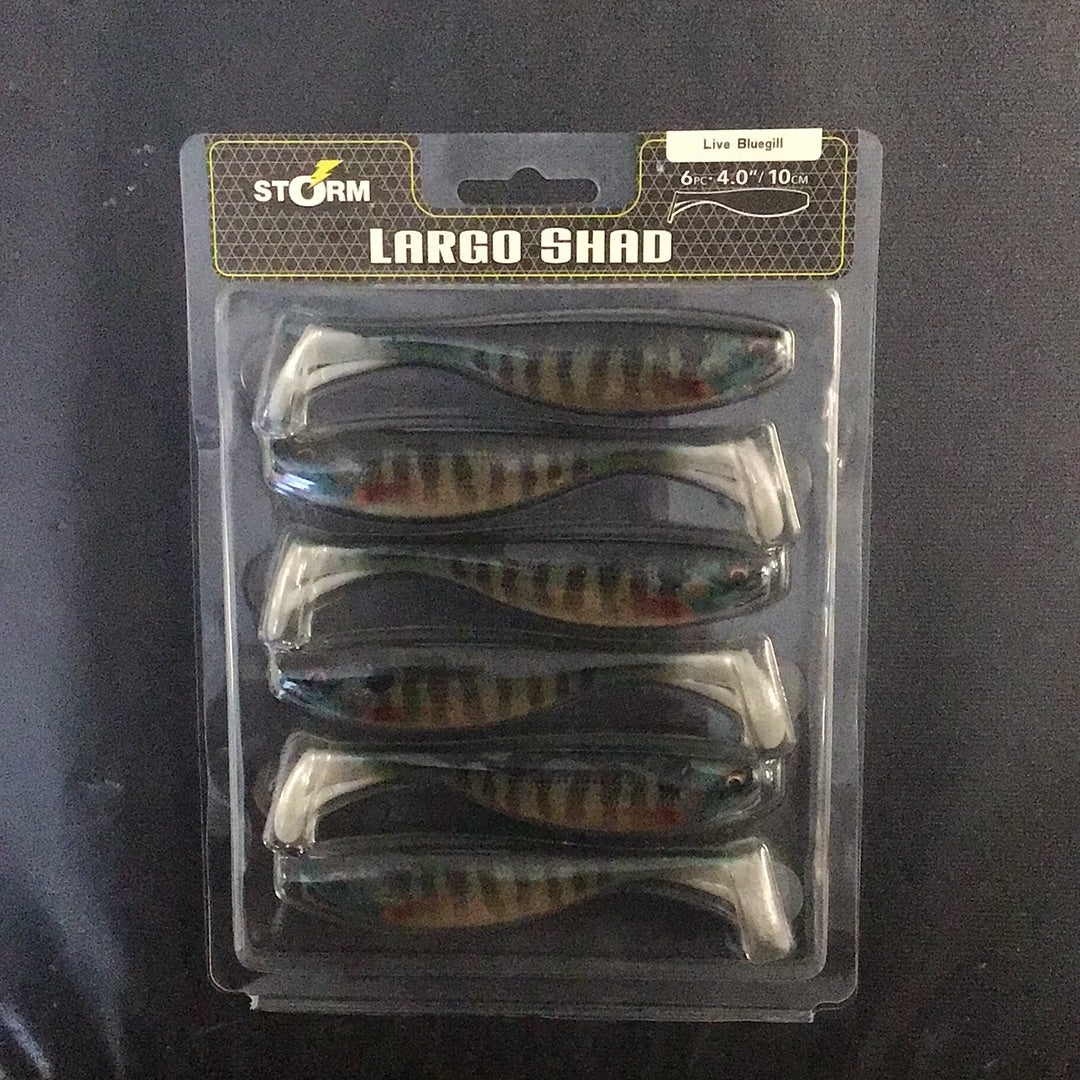 Live Bluegill
STORM
6PC · 4.0"/10CM
LARGO SHAD